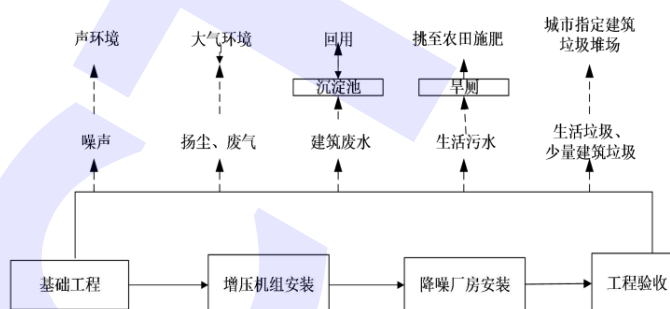 声环境
大气环境
回用
挑至农田施肥
城市指定建筑
垃圾堆场
沉淀池
旱厕
噪声
扬尘、废气
建筑废水
生活污水
生活垃圾、
少量建筑垃圾
基础工程
增压机组安装
降噪厂房安装
工程验收